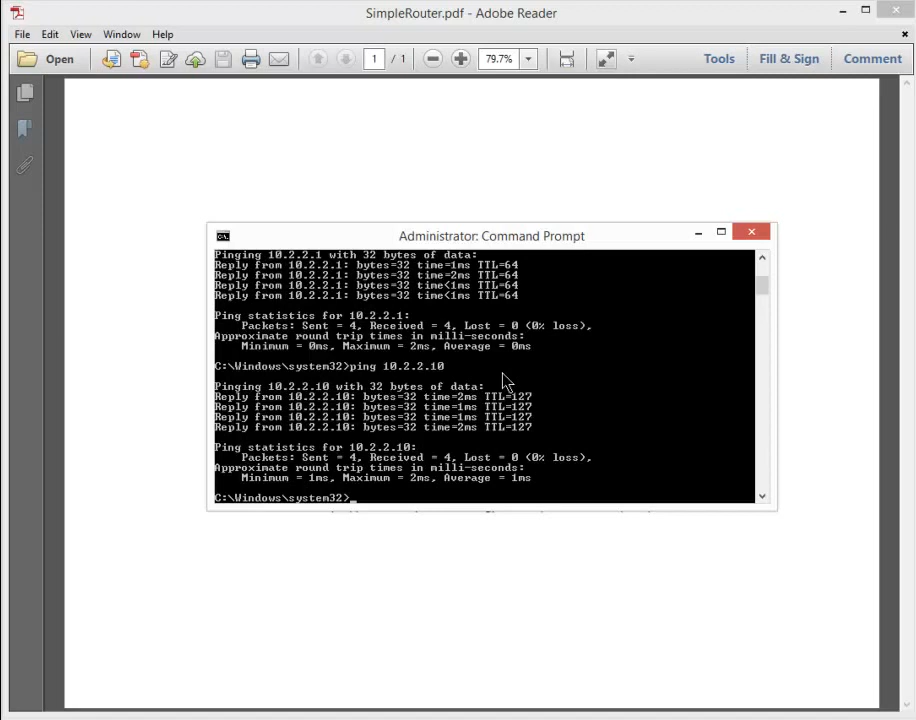 SimpleRouter.pdf - Adobe Reader
File Edit View Window Help
Open 1 / 1 79.7% Tools Fill & Sign Comment
Administrator: Command Prompt
Pinging 10.2.2.1 with 32 bytes of data:
Reply from 10.2.2.1: bytes=32 time=1ms TTL=64
Reply from 10.2.2.1: bytes=32 time=2ms TTL=64
Reply from 10.2.2.1: bytes=32 time<1ms TTL=64
Reply from 10.2.2.1: bytes=32 time<1ms TTL=64
Ping statistics for 10.2.2.1:
Packets: Sent = 4, Received = 4, Lost = 0 (0% loss),
Approximate round trip times in milli-seconds:
Minimum = 0ms, Maximum = 2ms, Average = 0ms
C:\Windows\system32>ping 10.2.2.10
Pinging 10.2.2.10 with 32 bytes of data:
Reply from 10.2.2.10: bytes=32 time=2ms TTL=127
Reply from 10.2.2.10: bytes=32 time=1ms TTL=127
Reply from 10.2.2.10: bytes=32 time=1ms TTL=127
Reply from 10.2.2.10: bytes=32 time=2ms TTL=127
Ping statistics for 10.2.2.10:
Packets: Sent = 4, Received = 4, Lost = 0 (0% loss),
Approximate round trip times in milli-seconds:
Minimum = 1ms, Maximum = 2ms, Average = 1ms
C:\Windows\system32>_